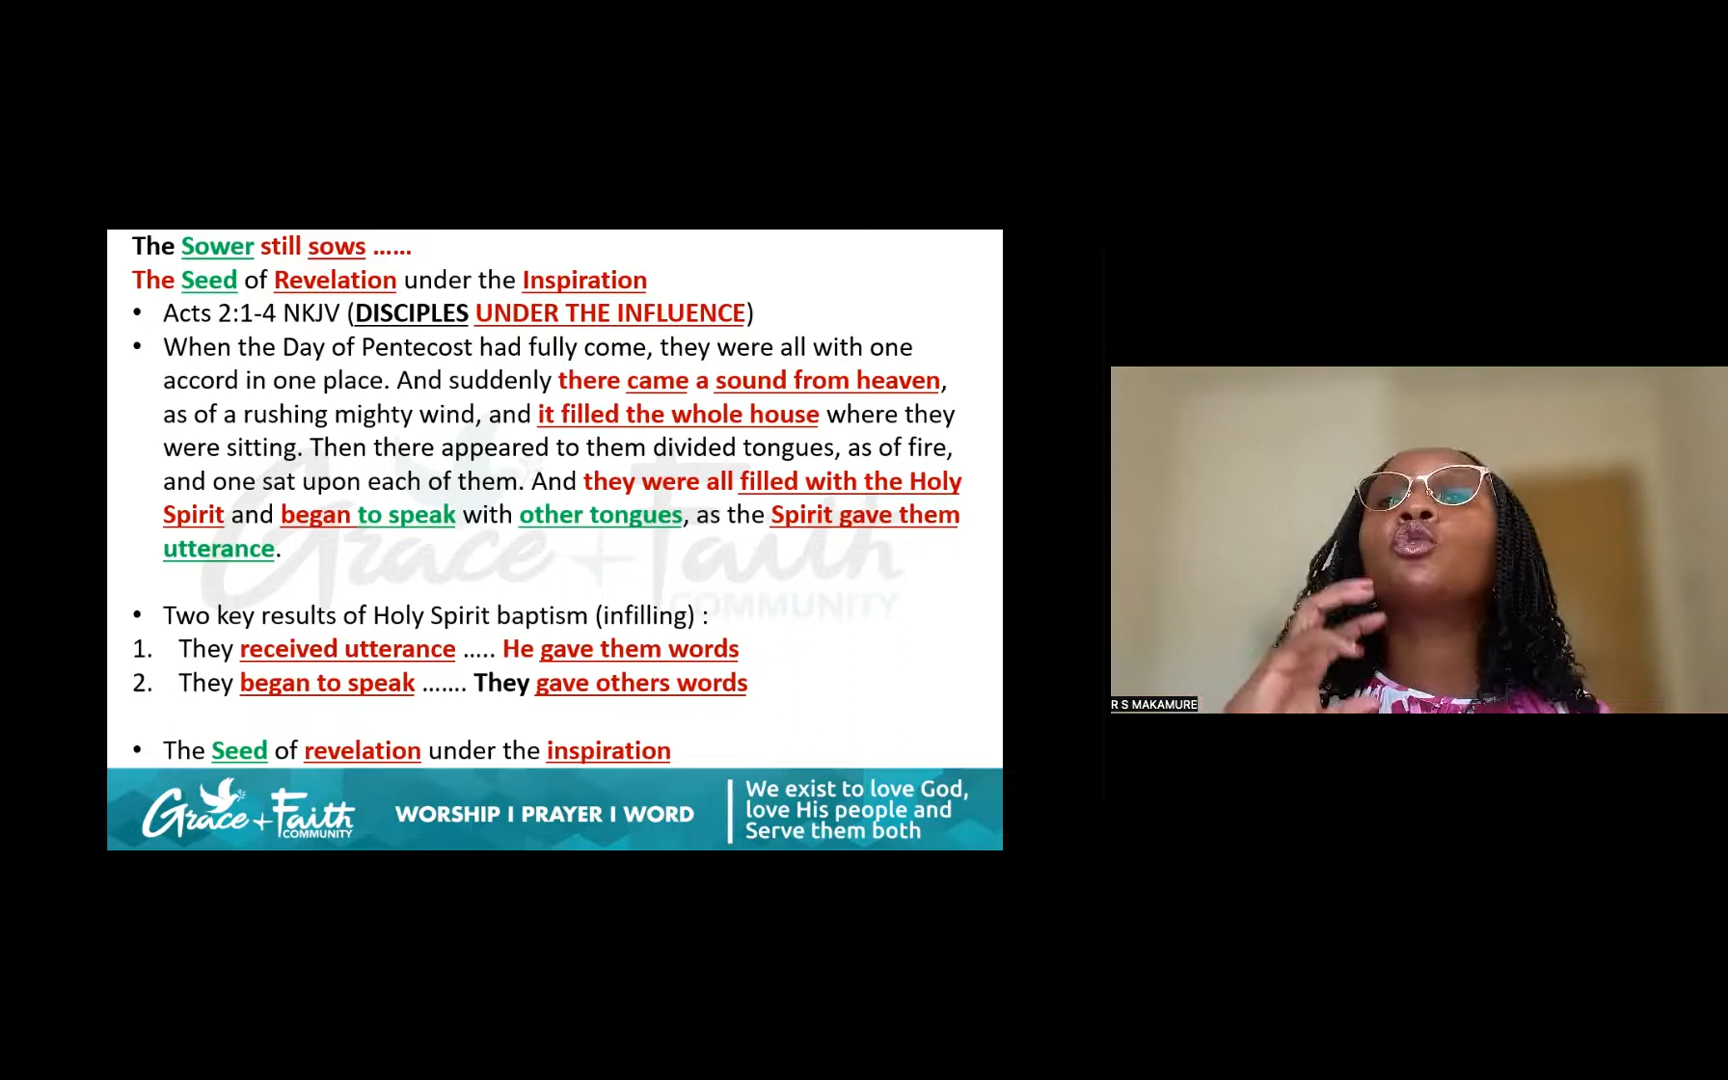 The Sower still sows ......
The Seed of Revelation under the Inspiration
• Acts 2:1-4 NKJV (DISCIPLES UNDER THE INFLUENCE)
• When the Day of Pentecost had fully come, they were all with one
accord in one place. And suddenly there came a sound from heaven,
as of a rushing mighty wind, and it filled the whole house where they
were sitting. Then there appeared to them divided tongues, as of fire,
and one sat upon each of them. And they were all filled with the Holy
Spirit and began to speak with other tongues, as the Spirit gave them
utterance.
Grace + Faith
COMMUNITY
• Two key results of Holy Spirit baptism (infilling) :
1. They received utterance ..... He gave them words
2. They began to speak ....... They gave others words
• The Seed of revelation under the inspiration
Grace + Faith
COMMUNITY
WORSHIP I PRAYER I WORD
We exist to love God,
love His people and
Serve them both
R S MAKAMURE